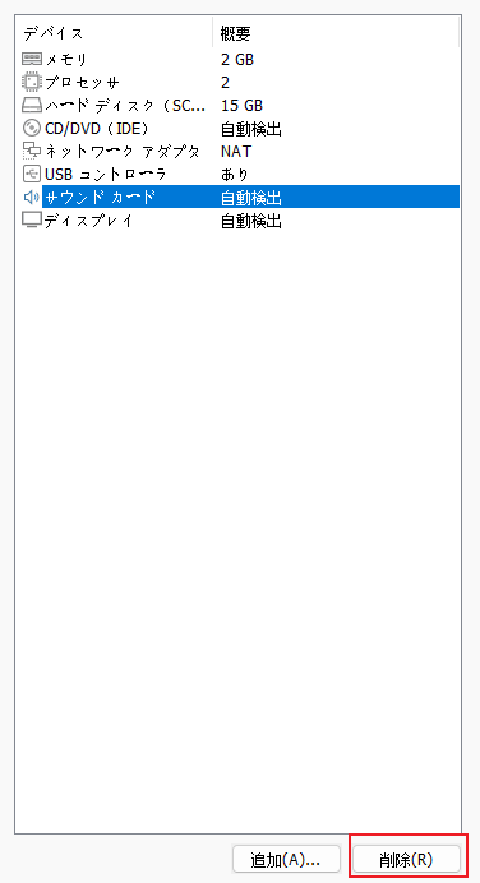 デバイス 概要
メモリ 2 GB
プロセッサ 2
ハード ディスク (SC... 15 GB
CD/DVD (IDE) 自動検出
ネットワーク アダプタ NAT
USB コントローラ あり
サウンド カード 自動検出
ディスプレイ 自動検出
追加(A)... 削除(R)